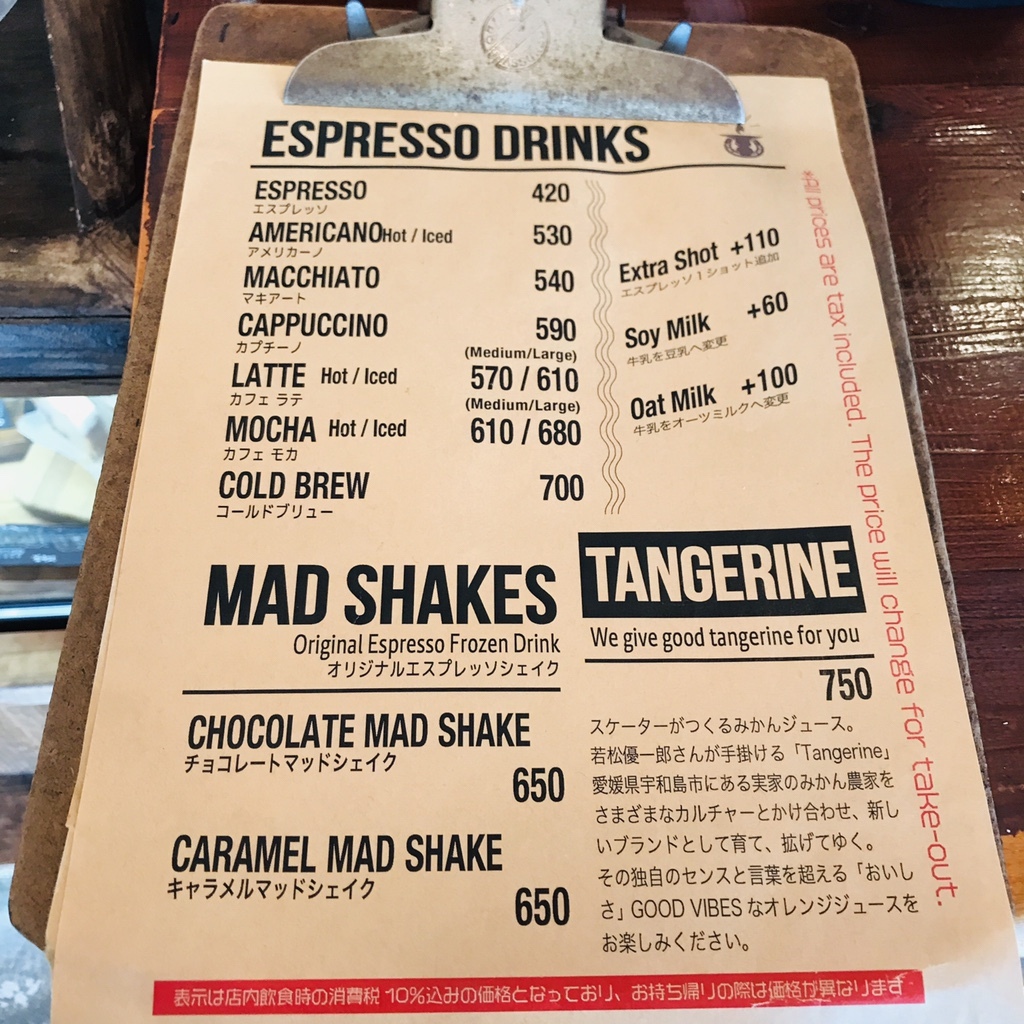 ESPRESSO DRINKS
ESPRESSO 420
エスプレッソ
AMERICANO Hot / Iced 530
アメリカーノ
MACCHIATO 540
マキアート
CAPPUCCINO 590
カプチーノ
(Medium/Large)
LATTE Hot / Iced 570 / 610
カフェ ラテ
(Medium/Large)
MOCHA Hot / Iced 610 / 680
カフェ モカ
COLD BREW 700
コールドブリュー
Extra Shot +110
エスプレッソ1ショット追加
Soy Milk +60
牛乳を豆乳へ変更
Oat Milk +100
牛乳をオーツミルクへ変更
*All prices are tax included. The price will change for take-out.
MAD SHAKES
Original Espresso Frozen Drink
オリジナルエスプレッソシェイク
CHOCOLATE MAD SHAKE
チョコレートマッドシェイク
650
CARAMEL MAD SHAKE
キャラメルマッドシェイク
650
TANGERINE
We give good tangerine for you
750
スケーターがつくるみかんジュース。
若松優一郎さんが手掛ける「Tangerine」
愛媛県宇和島市にある実家のみかん農家を
さまざまなカルチャーとかけ合わせ、新し
いブランドとして育て、拡げてゆく。
その独自のセンスと言葉を超える「おいし
さ」GOOD VIBESなオレンジジュースを
お楽しみください。
表示は店内飲食時の消費税 10%込みの価格となっており、お持ち帰りの際は価格が異なります